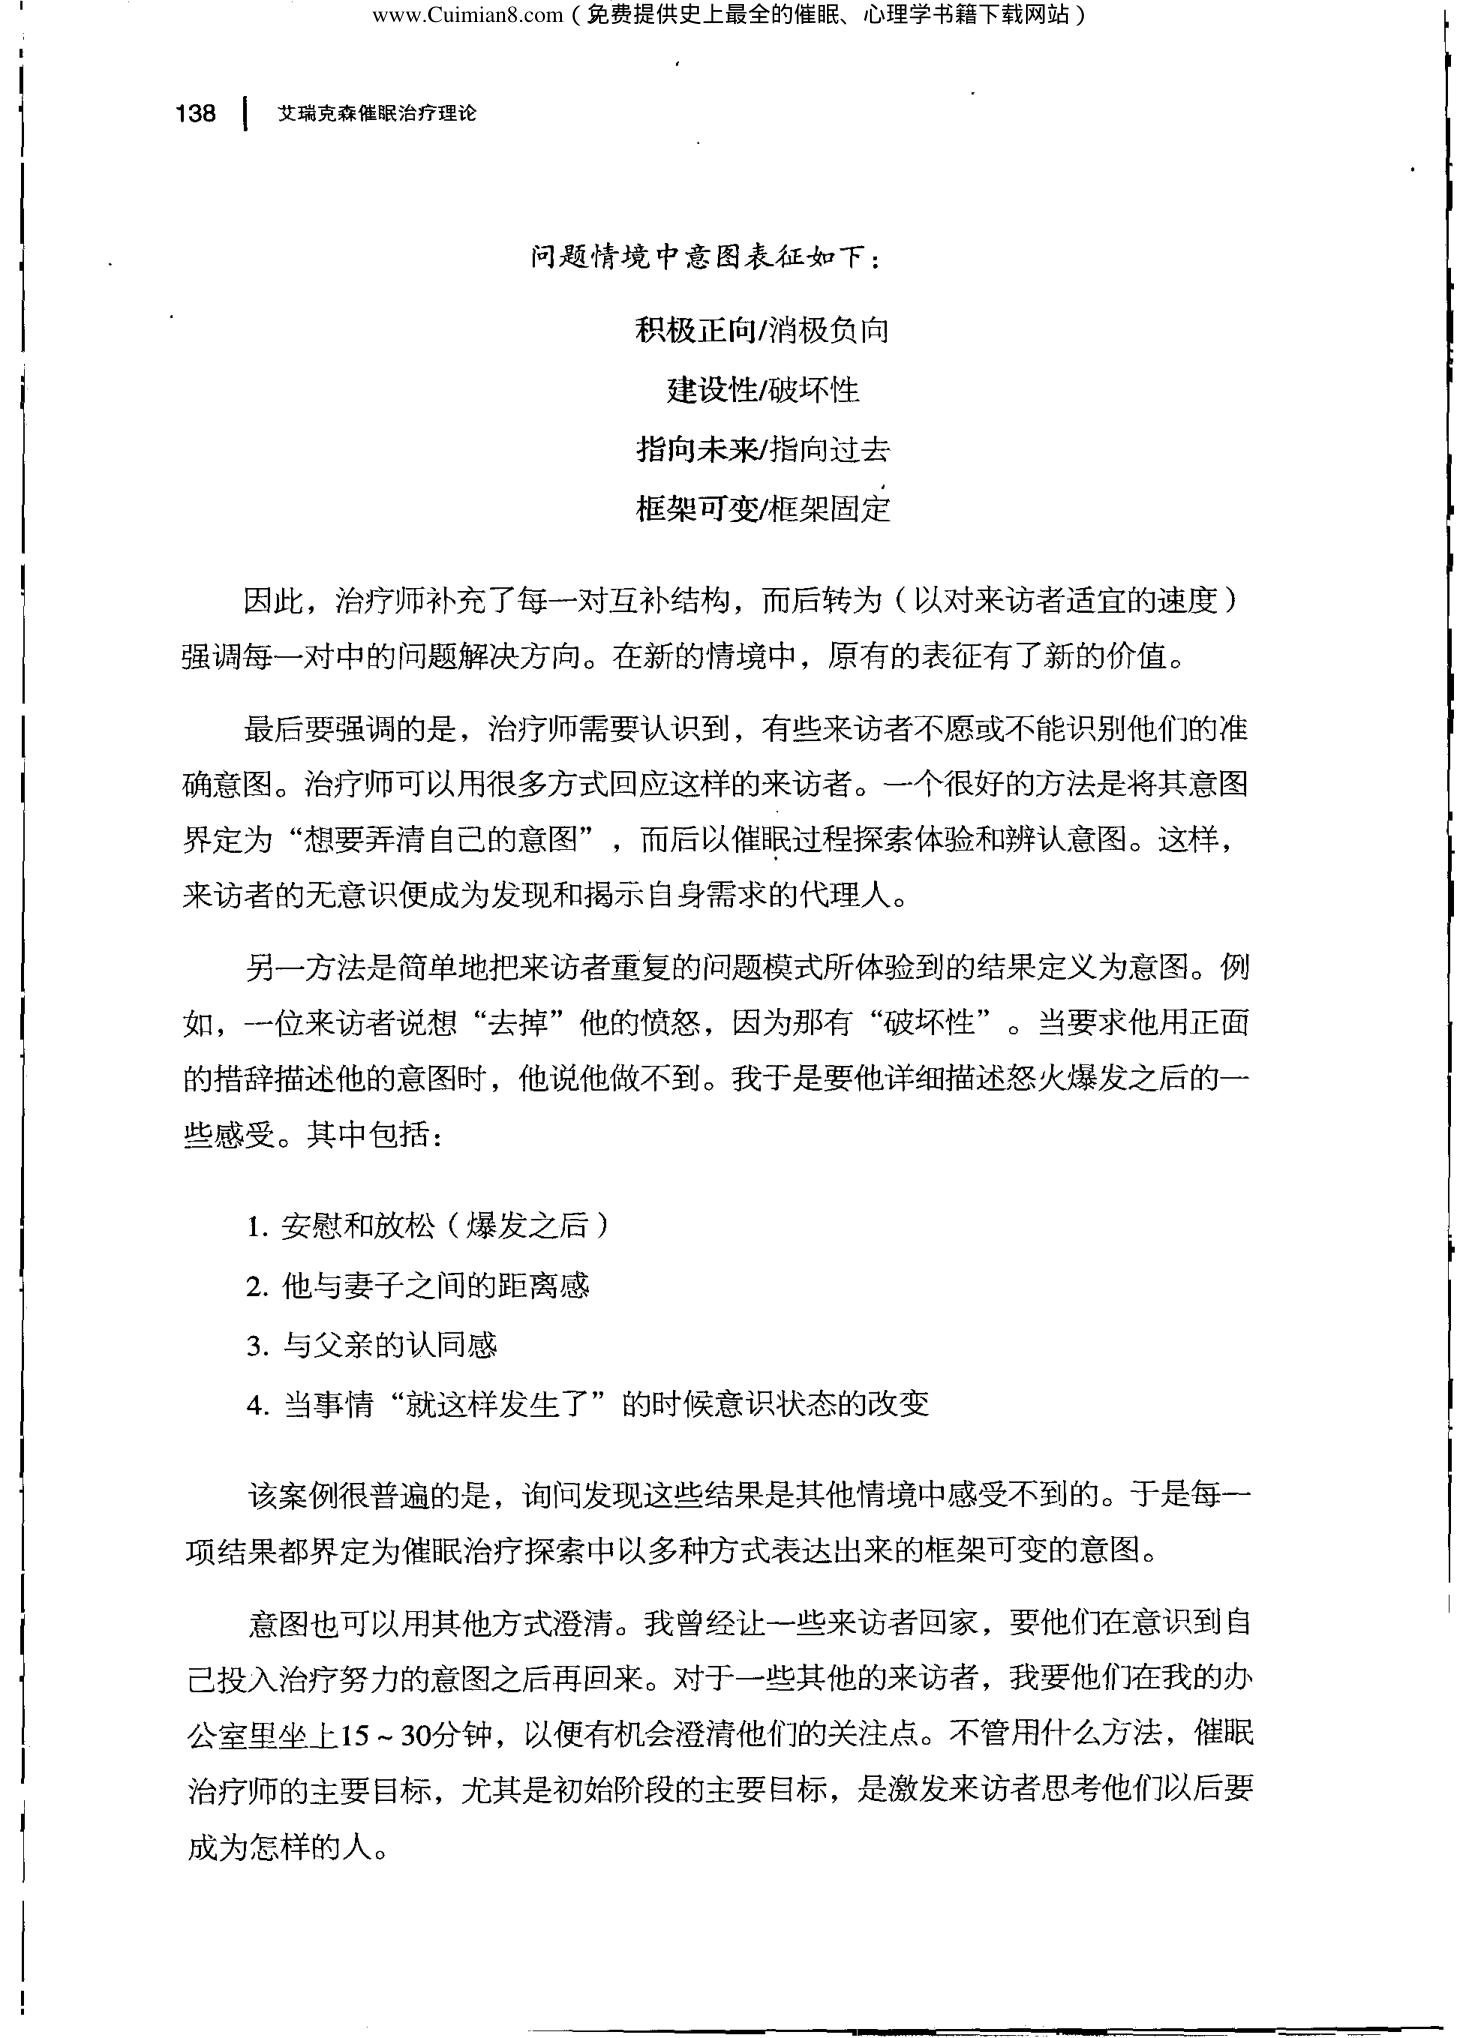 www.Cuimian8.com（免费提供史上最全的催眠、心理学书籍下载网站）
138 | 艾瑞克森催眠治疗理论
问题情境中意图表征如下：
积极正向/消极负向
建设性/破坏性
指向未来/指向过去
框架可变/框架固定
因此，治疗师补充了每一对互补结构，而后转为（以对来访者适宜的速度）
强调每一对中的问题解决方向。在新的情境中，原有的表征有了新的价值。
最后要强调的是，治疗师需要认识到，有些来访者不愿或不能识别他们的准
确意图。治疗师可以用很多方式回应这样的来访者。一个很好的方法是将其意图
界定为“想要弄清自己的意图”，而后以催眠过程探索体验和辨认意图。这样，
来访者的无意识便成为发现和揭示自身需求的代理人。
另一方法是简单地把来访者重复的问题模式所体验到的结果定义为意图。例
如，一位来访者说想“去掉”他的愤怒，因为那有“破坏性”。当要求他用正面
的措辞描述他的意图时，他说他做不到。我于是要他详细描述怒火爆发之后的一
些感受。其中包括：
1. 安慰和放松（爆发之后）
2. 他与妻子之间的距离感
3. 与父亲的认同感
4. 当事情“就这样发生了”的时候意识状态的改变
该案例很普遍的是，询问发现这些结果是其他情境中感受不到的。于是每一
项结果都界定为催眠治疗探索中以多种方式表达出来的框架可变的意图。
意图也可以用其他方式澄清。我曾经让一些来访者回家，要他们在意识到自
己投入治疗努力的意图之后再回来。对于一些其他的来访者，我要他们在我的办
公室里坐上15～30分钟，以便有机会澄清他们的关注点。不管用什么方法，催眠
治疗师的主要目标，尤其是初始阶段的主要目标，是激发来访者思考他们以后要
成为怎样的人。